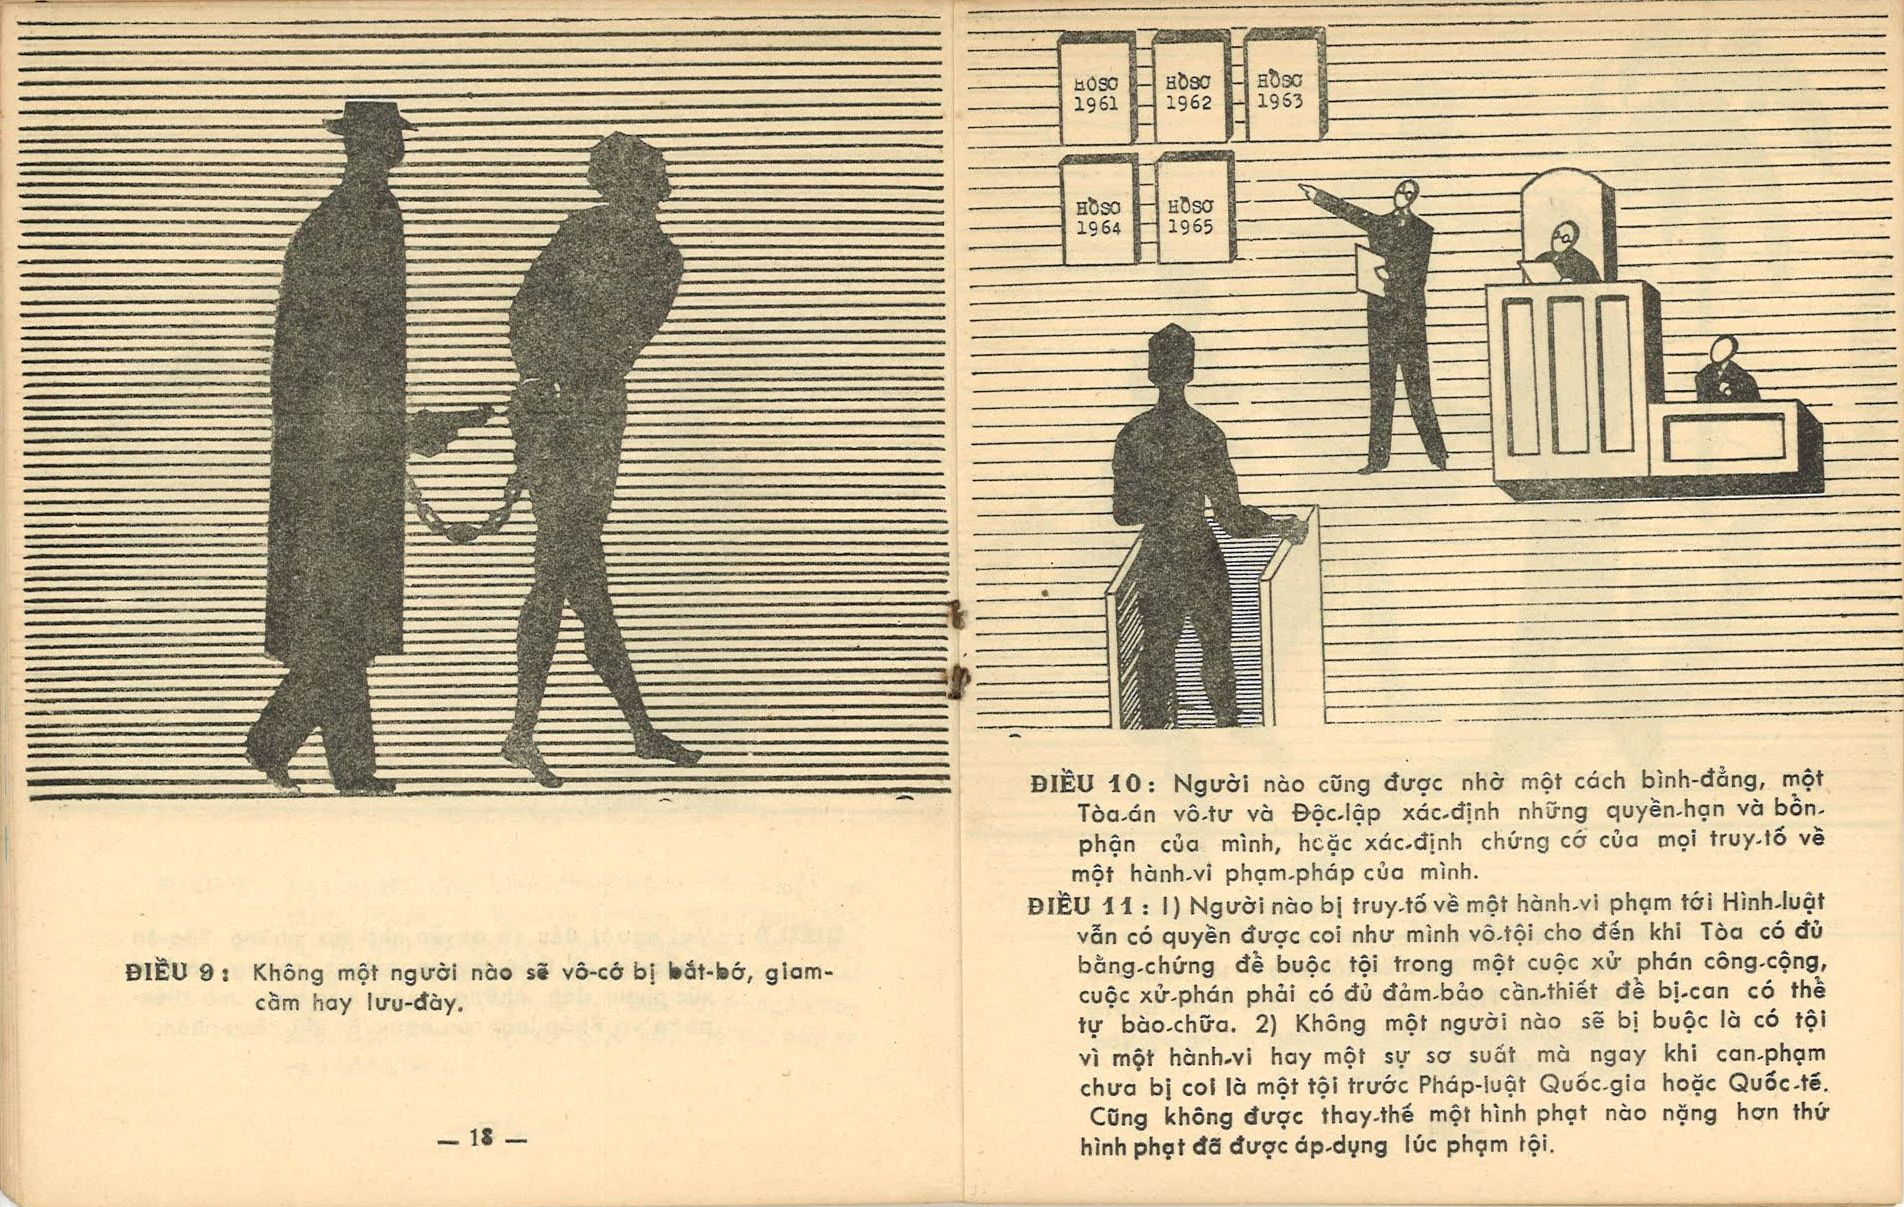 ĐIỀU 9 : Không một người nào sẽ vô-cớ bị bắt-bớ, giam-
cầm hay lưu-đày.
— 18 —
HỒSƠ
1961
HỒSƠ
1962
HỒSƠ
1963
HỒSƠ
1964
HỒSƠ
1965
ĐIỀU 10 : Người nào cũng được nhờ một cách bình-đẳng, một
Tòa-án vô-tư và Độc-lập xác-định những quyền-hạn và bổn-
phận của mình, hoặc xác-định chứng cớ của mọi truy-tố về
một hành-vi phạm-pháp của mình.
ĐIỀU 11 : 1) Người nào bị truy-tố về một hành-vi phạm tới Hình-luật
vẫn có quyền được coi như mình vô-tội cho đến khi Tòa có đủ
bằng-chứng để buộc tội trong một cuộc xử phán công-cộng,
cuộc xử-phán phải có đủ đảm-bảo cần-thiết để bị-can có thể
tự bào-chữa. 2) Không một người nào sẽ bị buộc là có tội
vì một hành-vi hay một sự sơ suất mà ngay khi can-phạm
chưa bị coi là một tội trước Pháp-luật Quốc-gia hoặc Quốc-tế.
Cũng không được thay-thế một hình phạt nào nặng hơn thứ
hình phạt đã được áp-dụng lúc phạm tội.